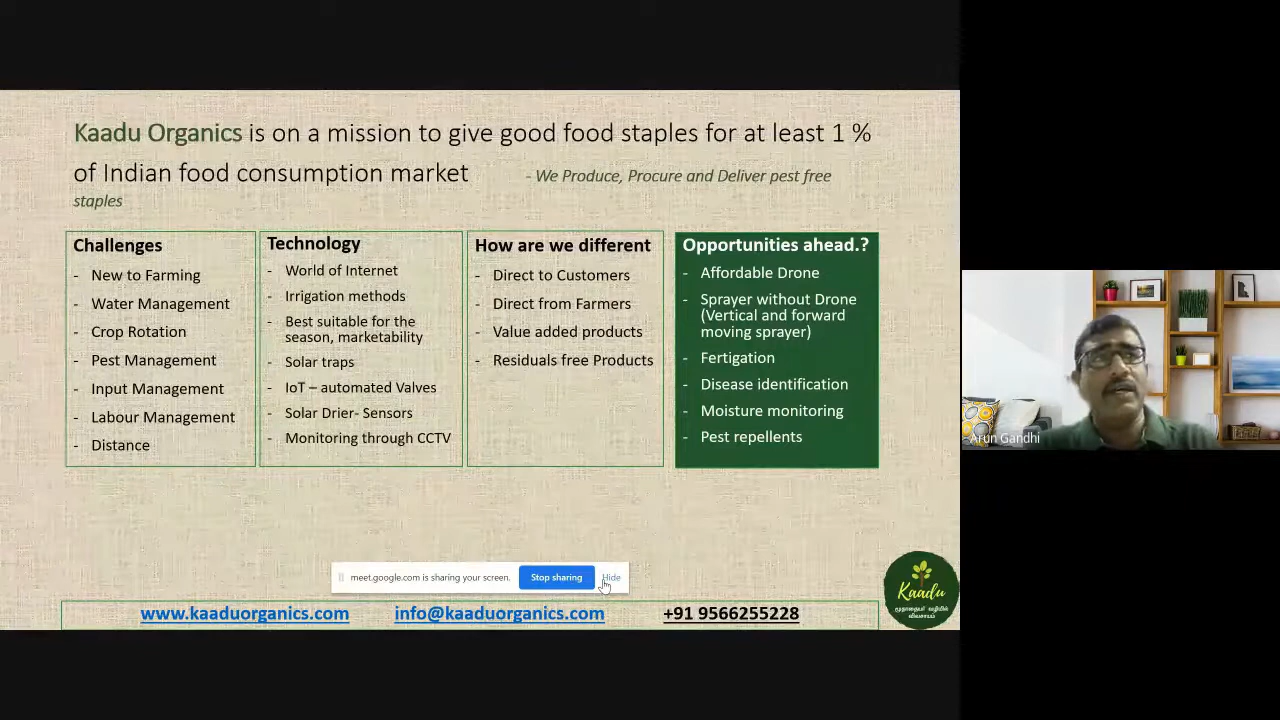 Kaadu Organics is on a mission to give good food staples for at least 1 %
of Indian food consumption market - We Produce, Procure and Deliver pest free
staples
Challenges
- New to Farming
- Water Management
- Crop Rotation
- Pest Management
- Input Management
- Labour Management
- Distance
Technology
- World of Internet
- Irrigation methods
- Best suitable for the
season, marketability
- Solar traps
- IoT – automated Valves
- Solar Drier- Sensors
- Monitoring through CCTV
How are we different
- Direct to Customers
- Direct from Farmers
- Value added products
- Residuals free Products
Opportunities ahead.?
- Affordable Drone
- Sprayer without Drone
(Vertical and forward
moving sprayer)
- Fertigation
- Disease identification
- Moisture monitoring
- Pest repellents
Arun Gandhi
meet.google.com is sharing your screen. Stop sharing Hide
www.kaaduorganics.com info@kaaduorganics.com +91 9566255228
Kaadu
மூதாதையர் வழியில்
விவசாயம்